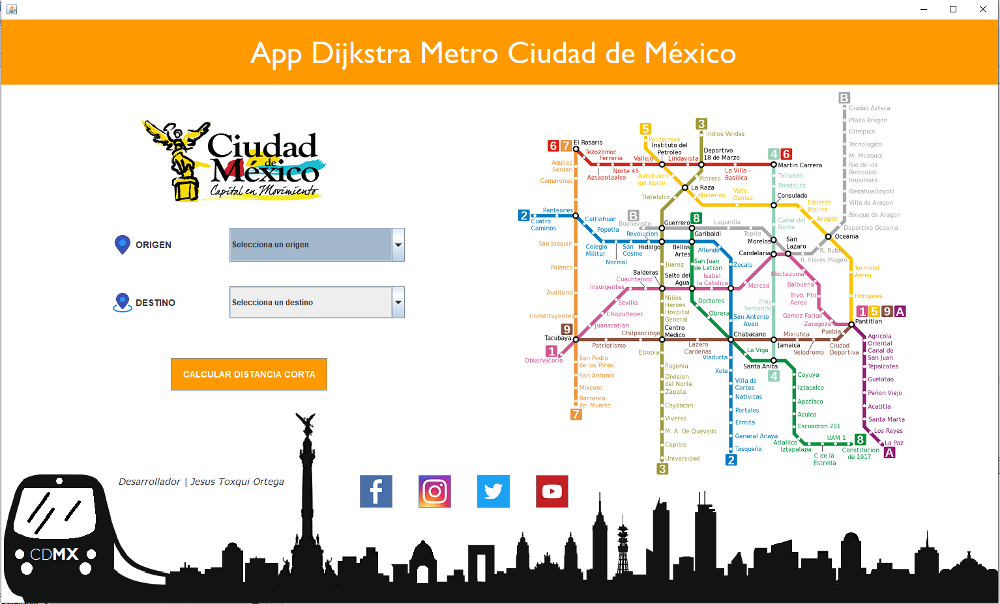 App Dijkstra Metro Ciudad de México
Ciudad
de
México
Capital en Movimiento
ORIGEN
Selecciona un origen
DESTINO
Selecciona un destino
CALCULAR DISTANCIA CORTA
Desarrollador | Jesus Toxqui Ortega
CDMX
B
Ciudad Azteca
Plaza Aragon
Olimpica
Tecnologico
M. Muzquiz
Rio de los
Remedios
Impulsora
Nezahualcoyotl
Villa de Aragon
Bosque de Aragon
Deportivo Oceania
Oceania
R. Rubio
R. Flores Magon
San
Lazaro
Morelos
Tepito
Lagunilla
Garibaldi
Guerrero
Buenavista
B
6 7
El Rosario
Tezozomoc
Ferreria
Azcapotzalco
Norte 45
Vallejo
Instituto del
Petroleo
Lindavista
Deportivo
18 de Marzo
La Villa -
Basilica
4 6
Martin Carrera
5
Politecnico
Autobuses
del Norte
La Raza
Misterios
Valle
Gomez
Consulado
Eduardo
Molina
Aragon
Terminal
Aerea
Hangares
1 5 9 A
Pantitlan
3
Indios Verdes
Potrero
Tlatelolco
Hidalgo
Juarez
Balderas
Niños
Heroes
Hospital
General
Centro
Medico
Etiopia
Eugenia
Division
del Norte
Zapata
Coyoacan
Viveros
M. A. De Quevedo
Copilco
Universidad
3
Talisman
Bondojito
Canal del
Norte
Candelaria
Fray
Servando
Jamaica
Santa Anita
4
Aquiles
Serdan
Camarones
Panteones
San Joaquin
Polanco
Auditorio
Constituyentes
Tacubaya
San Pedro
de los Pinos
San Antonio
Mixcoac
Barranca
del Muerto
7
2
Cuatro
Caminos
Cuitlahuac
Popotla
Colegio
Militar
Normal
San
Cosme
Revolucion
Bellas
Artes
Allende
Zocalo
San Antonio
Abad
Chabacano
Viaducta
Xola
Villa de
Cortes
Nativitas
Portales
Ermita
General Anaya
Tasqueña
2
8
San Juan
de Letran
Salto del
Agua
Doctores
Obrera
La Viga
Coyuya
Iztacalco
Apatlaco
Aculco
Escuadron 201
Atlalilco
Iztapalapa
C de la
Estrella
UAM 1
Constitucion
de 1917
8
1
Observatorio
Juanacatlan
Chapultepec
Sevilla
Insurgentes
Cuauhtemoc
Isabel
la Catolica
Merced
Moctezuma
Balbuena
Blvd. Pto
Aereo
Gomez Farias
Zaragoza
9
Patriotismo
Chilpancingo
Lazaro
Cardenas
Mixiuhca
Velodromo
Ciudad
Deportiva
Puebla
Agricola
Oriental
Canal de
San Juan
Tepalcates
Guelatao
Peñon Viejo
Acatitla
Santa Marta
Los Reyes
La Paz
A